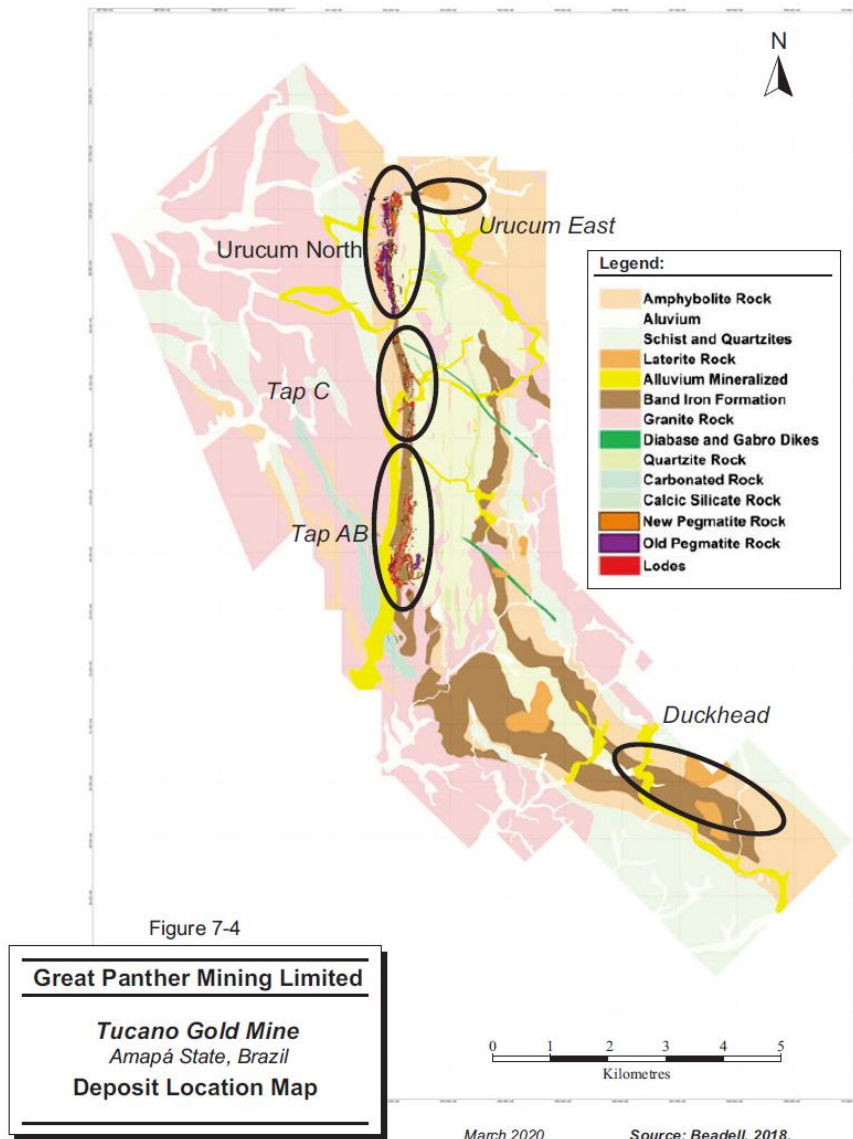 N
Urucum East
Urucum North
Legend:
Amphybolite Rock
Aluvium
Schist and Quartzites
Laterite Rock
Alluvium Mineralized
Band Iron Formation
Granite Rock
Diabase and Gabro Dikes
Quartzite Rock
Carbonated Rock
Calcic Silicate Rock
New Pegmatite Rock
Old Pegmatite Rock
Lodes
Tap C
Tap AB
Duckhead
Figure 7-4
Great Panther Mining Limited
Tucano Gold Mine
Amapá State, Brazil
Deposit Location Map
0 1 2 3 4 5
Kilometres
March 2020 Source: Beadell, 2018.